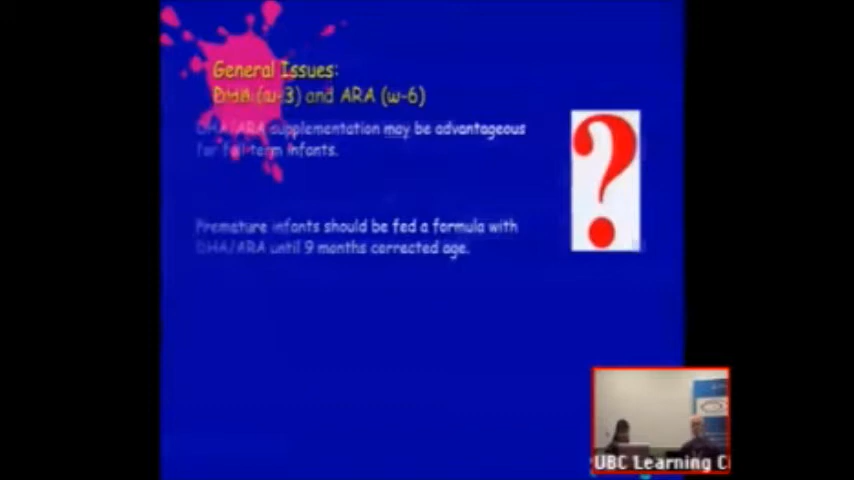 General Issues:
DHA (ω-3) and ARA (ω-6)
DHA/ARA supplementation may be advantageous
for full-term infants.
?
Premature infants should be fed a formula with
DHA/ARA until 9 months corrected age.
UBC Learning C